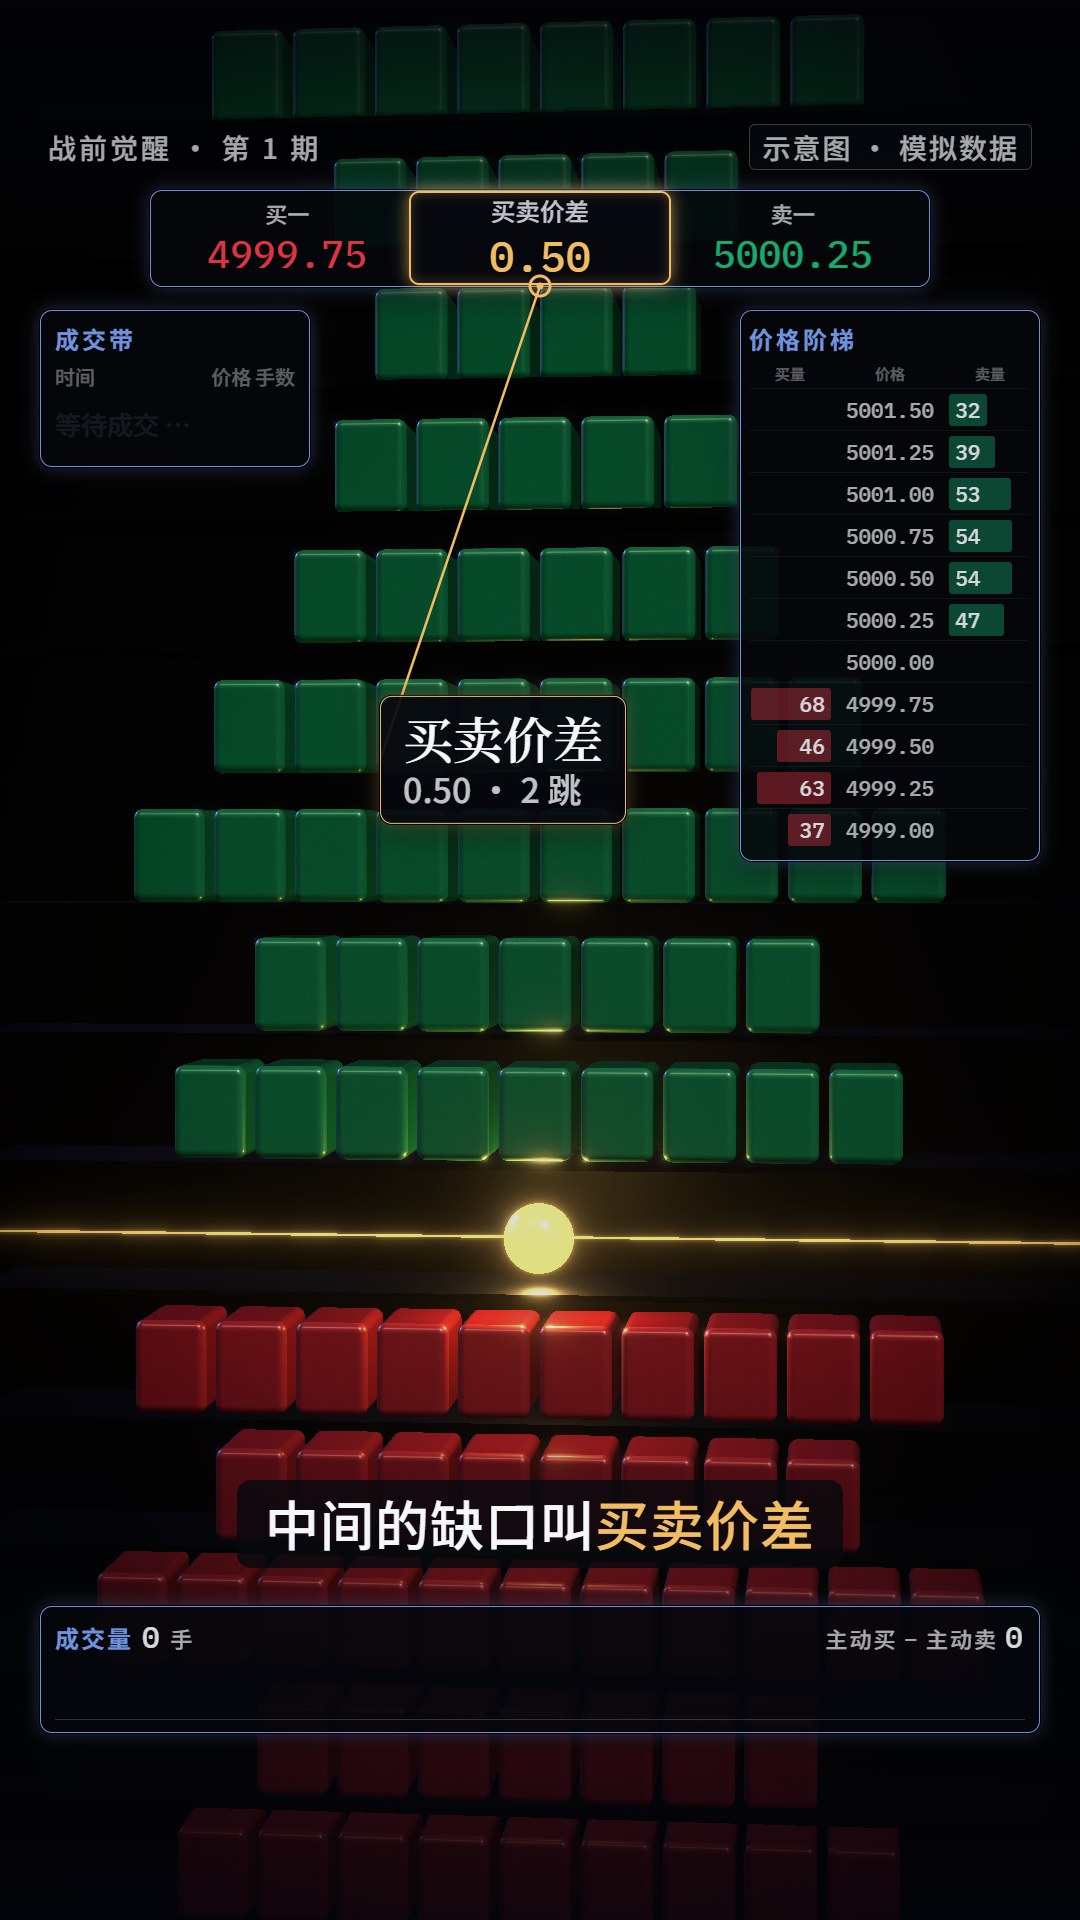 战前觉醒 · 第 1 期
示意图 · 模拟数据
买一
4999.75
买卖价差
0.50
卖一
5000.25
成交带
时间 价格 手数
等待成交 ···
价格阶梯
买量 价格 卖量
5001.50 32
5001.25 39
5001.00 53
5000.75 54
5000.50 54
5000.25 47
5000.00
68 4999.75
46 4999.50
63 4999.25
37 4999.00
买卖价差
0.50 · 2 跳
中间的缺口叫买卖价差
成交量 0 手
主动买 – 主动卖 0